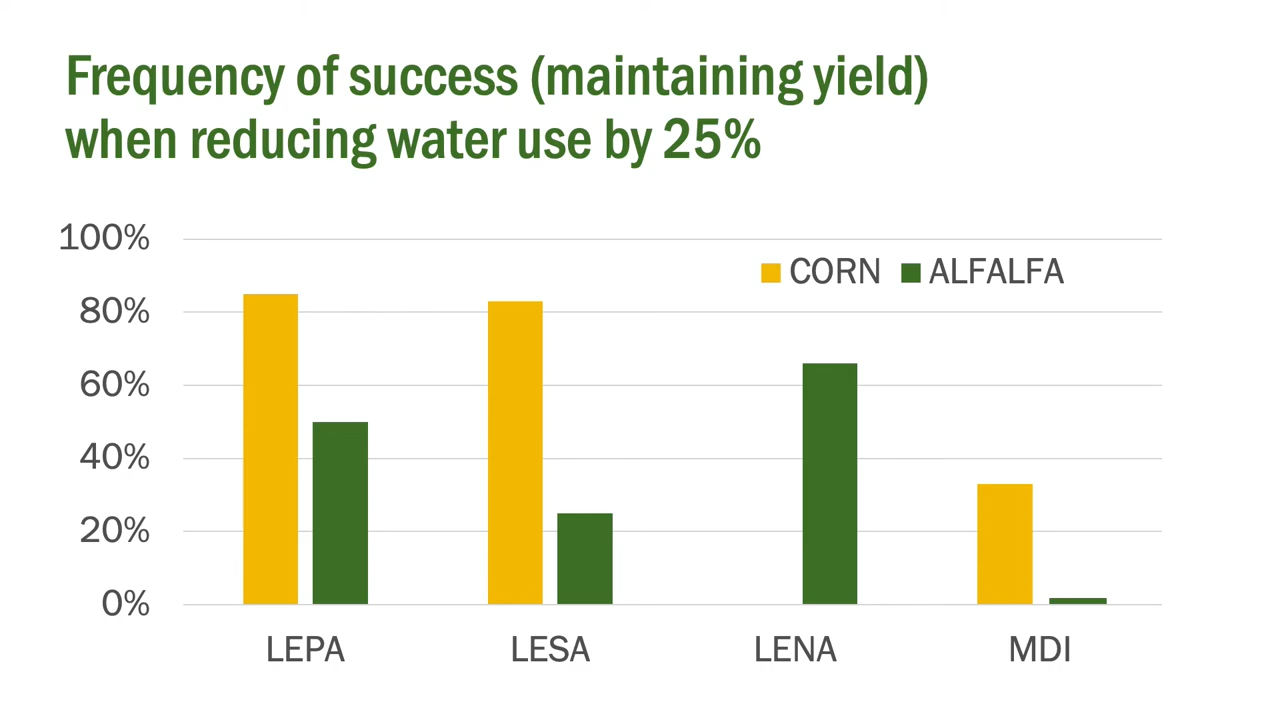 Frequency of success (maintaining yield)
when reducing water use by 25%
100%
CORN ALFALFA
80%
60%
40%
20%
0%
LEPA LESA LENA MDI